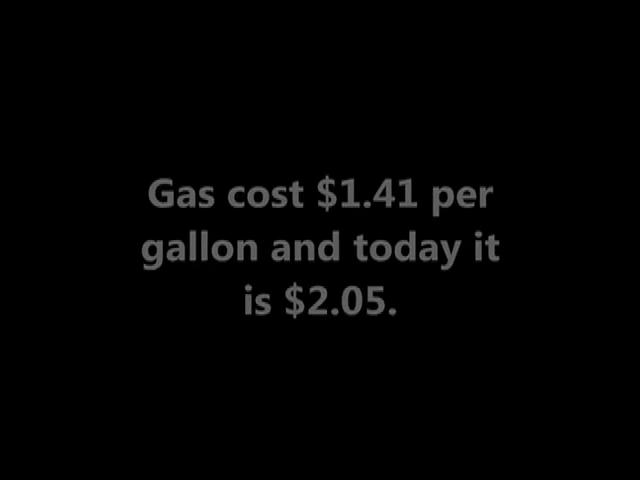 Gas cost $1.41 per
gallon and today it
is $2.05.